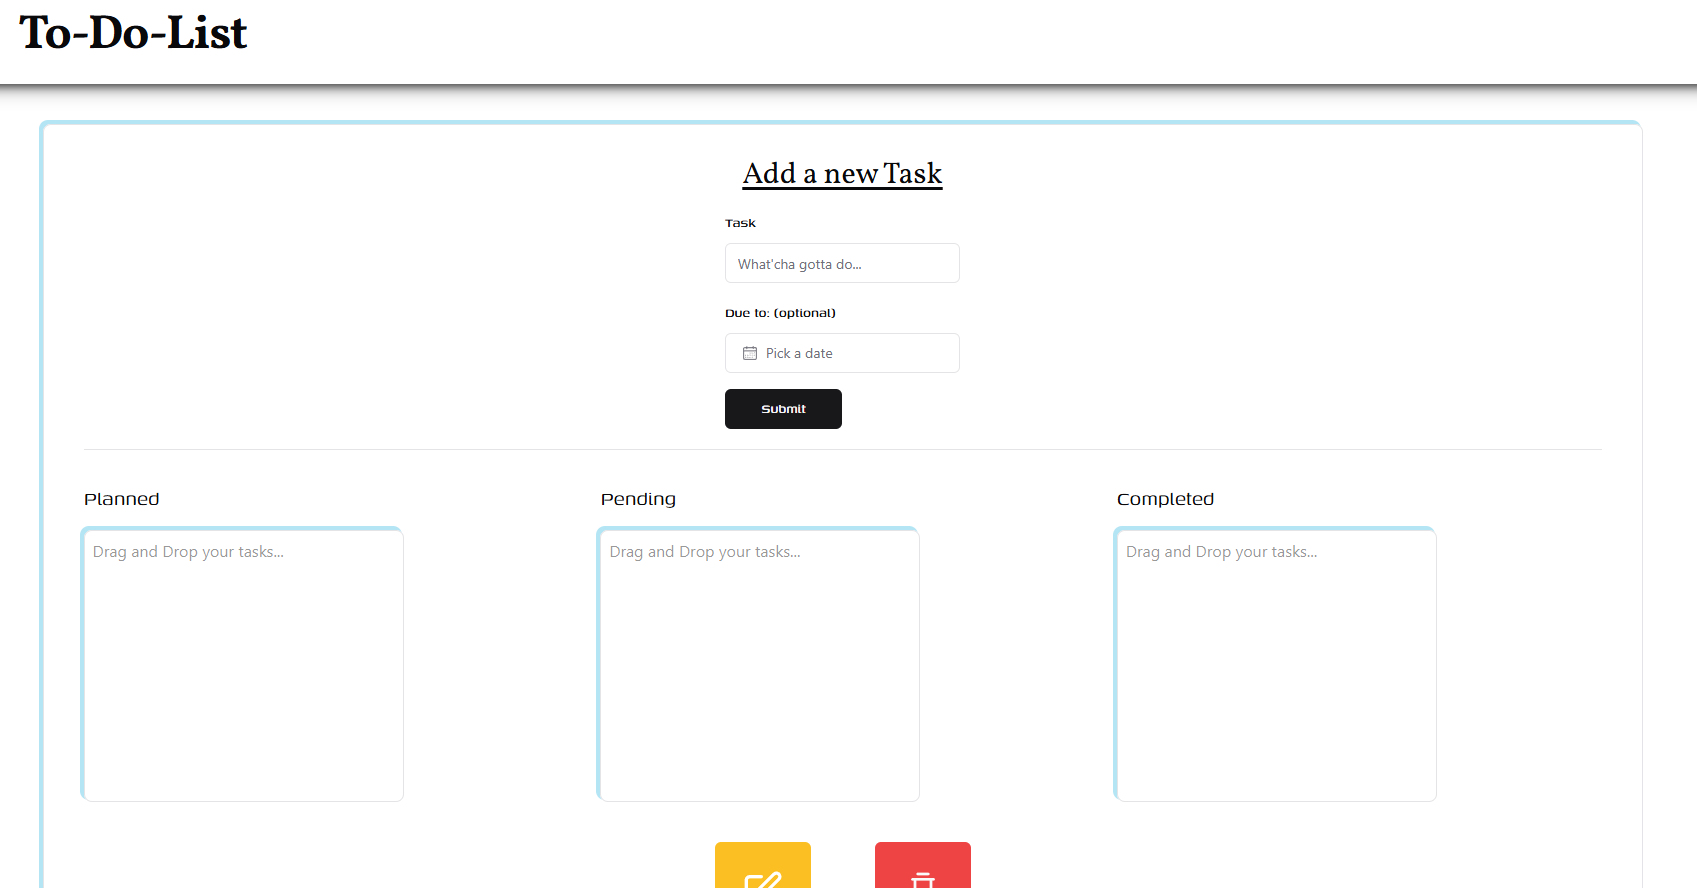 To-Do-List
Add a new Task
Task
What'cha gotta do...
Due to: (optional)
Pick a date
Submit
Planned
Pending
Completed
Drag and Drop your tasks...
Drag and Drop your tasks...
Drag and Drop your tasks...